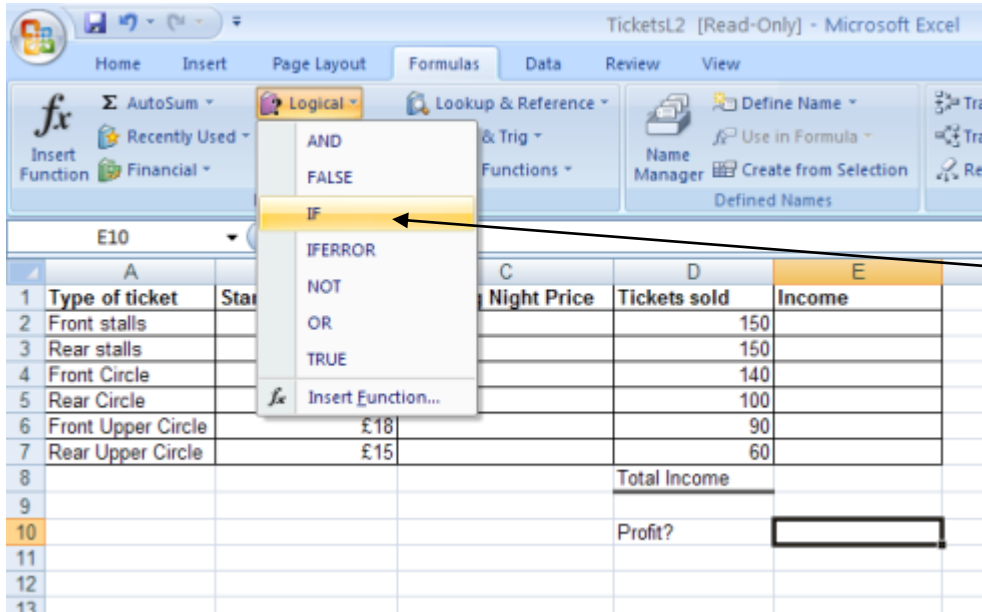 TicketsL2 [Read-Only] - Microsoft Excel
Home Insert Page Layout Formulas Data Review View
fx Insert Function
Σ AutoSum
Recently Used
Financial
Logical
Lookup & Reference
& Trig
Functions
Name Manager
Define Name
Use in Formula
Create from Selection
Defined Names
AND
FALSE
IF
IFERROR
NOT
OR
TRUE
fx Insert Function...
E10
A C D E
1 Type of ticket Night Price Tickets sold Income
2 Front stalls 150
3 Rear stalls 150
4 Front Circle 140
5 Rear Circle 100
6 Front Upper Circle £18 90
7 Rear Upper Circle £15 60
8 Total Income
9
10 Profit?
11
12
13